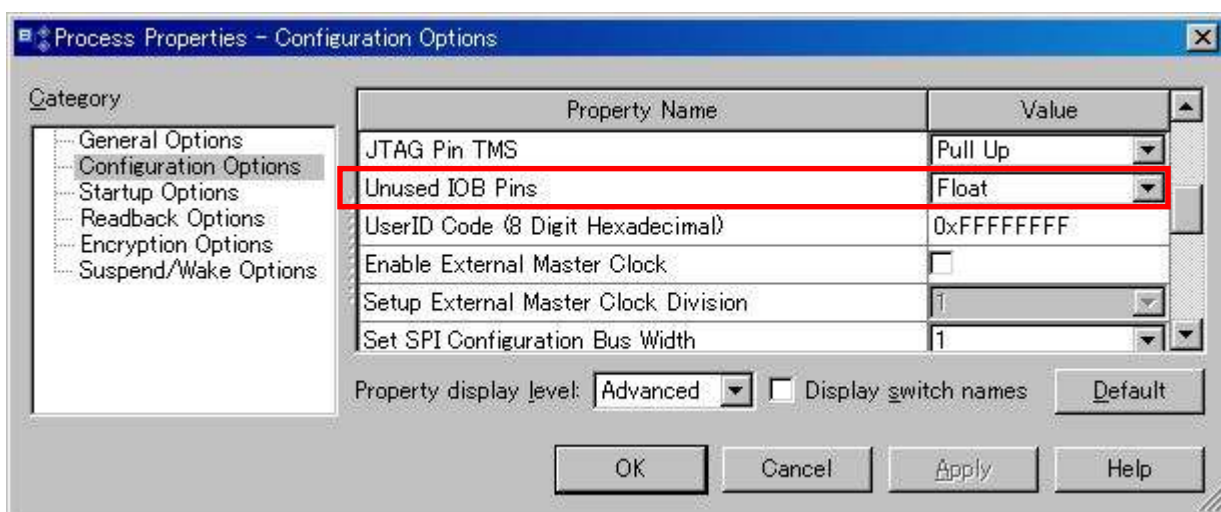 Process Properties - Configuration Options
Category
General Options
Configuration Options
Startup Options
Readback Options
Encryption Options
Suspend/Wake Options
Property Name Value
JTAG Pin TMS Pull Up
Unused IOB Pins Float
UserID Code (8 Digit Hexadecimal) 0xFFFFFFFF
Enable External Master Clock
Setup External Master Clock Division 1
Set SPI Configuration Bus Width 1
Property display level: Advanced Display switch names Default
OK Cancel Apply Help